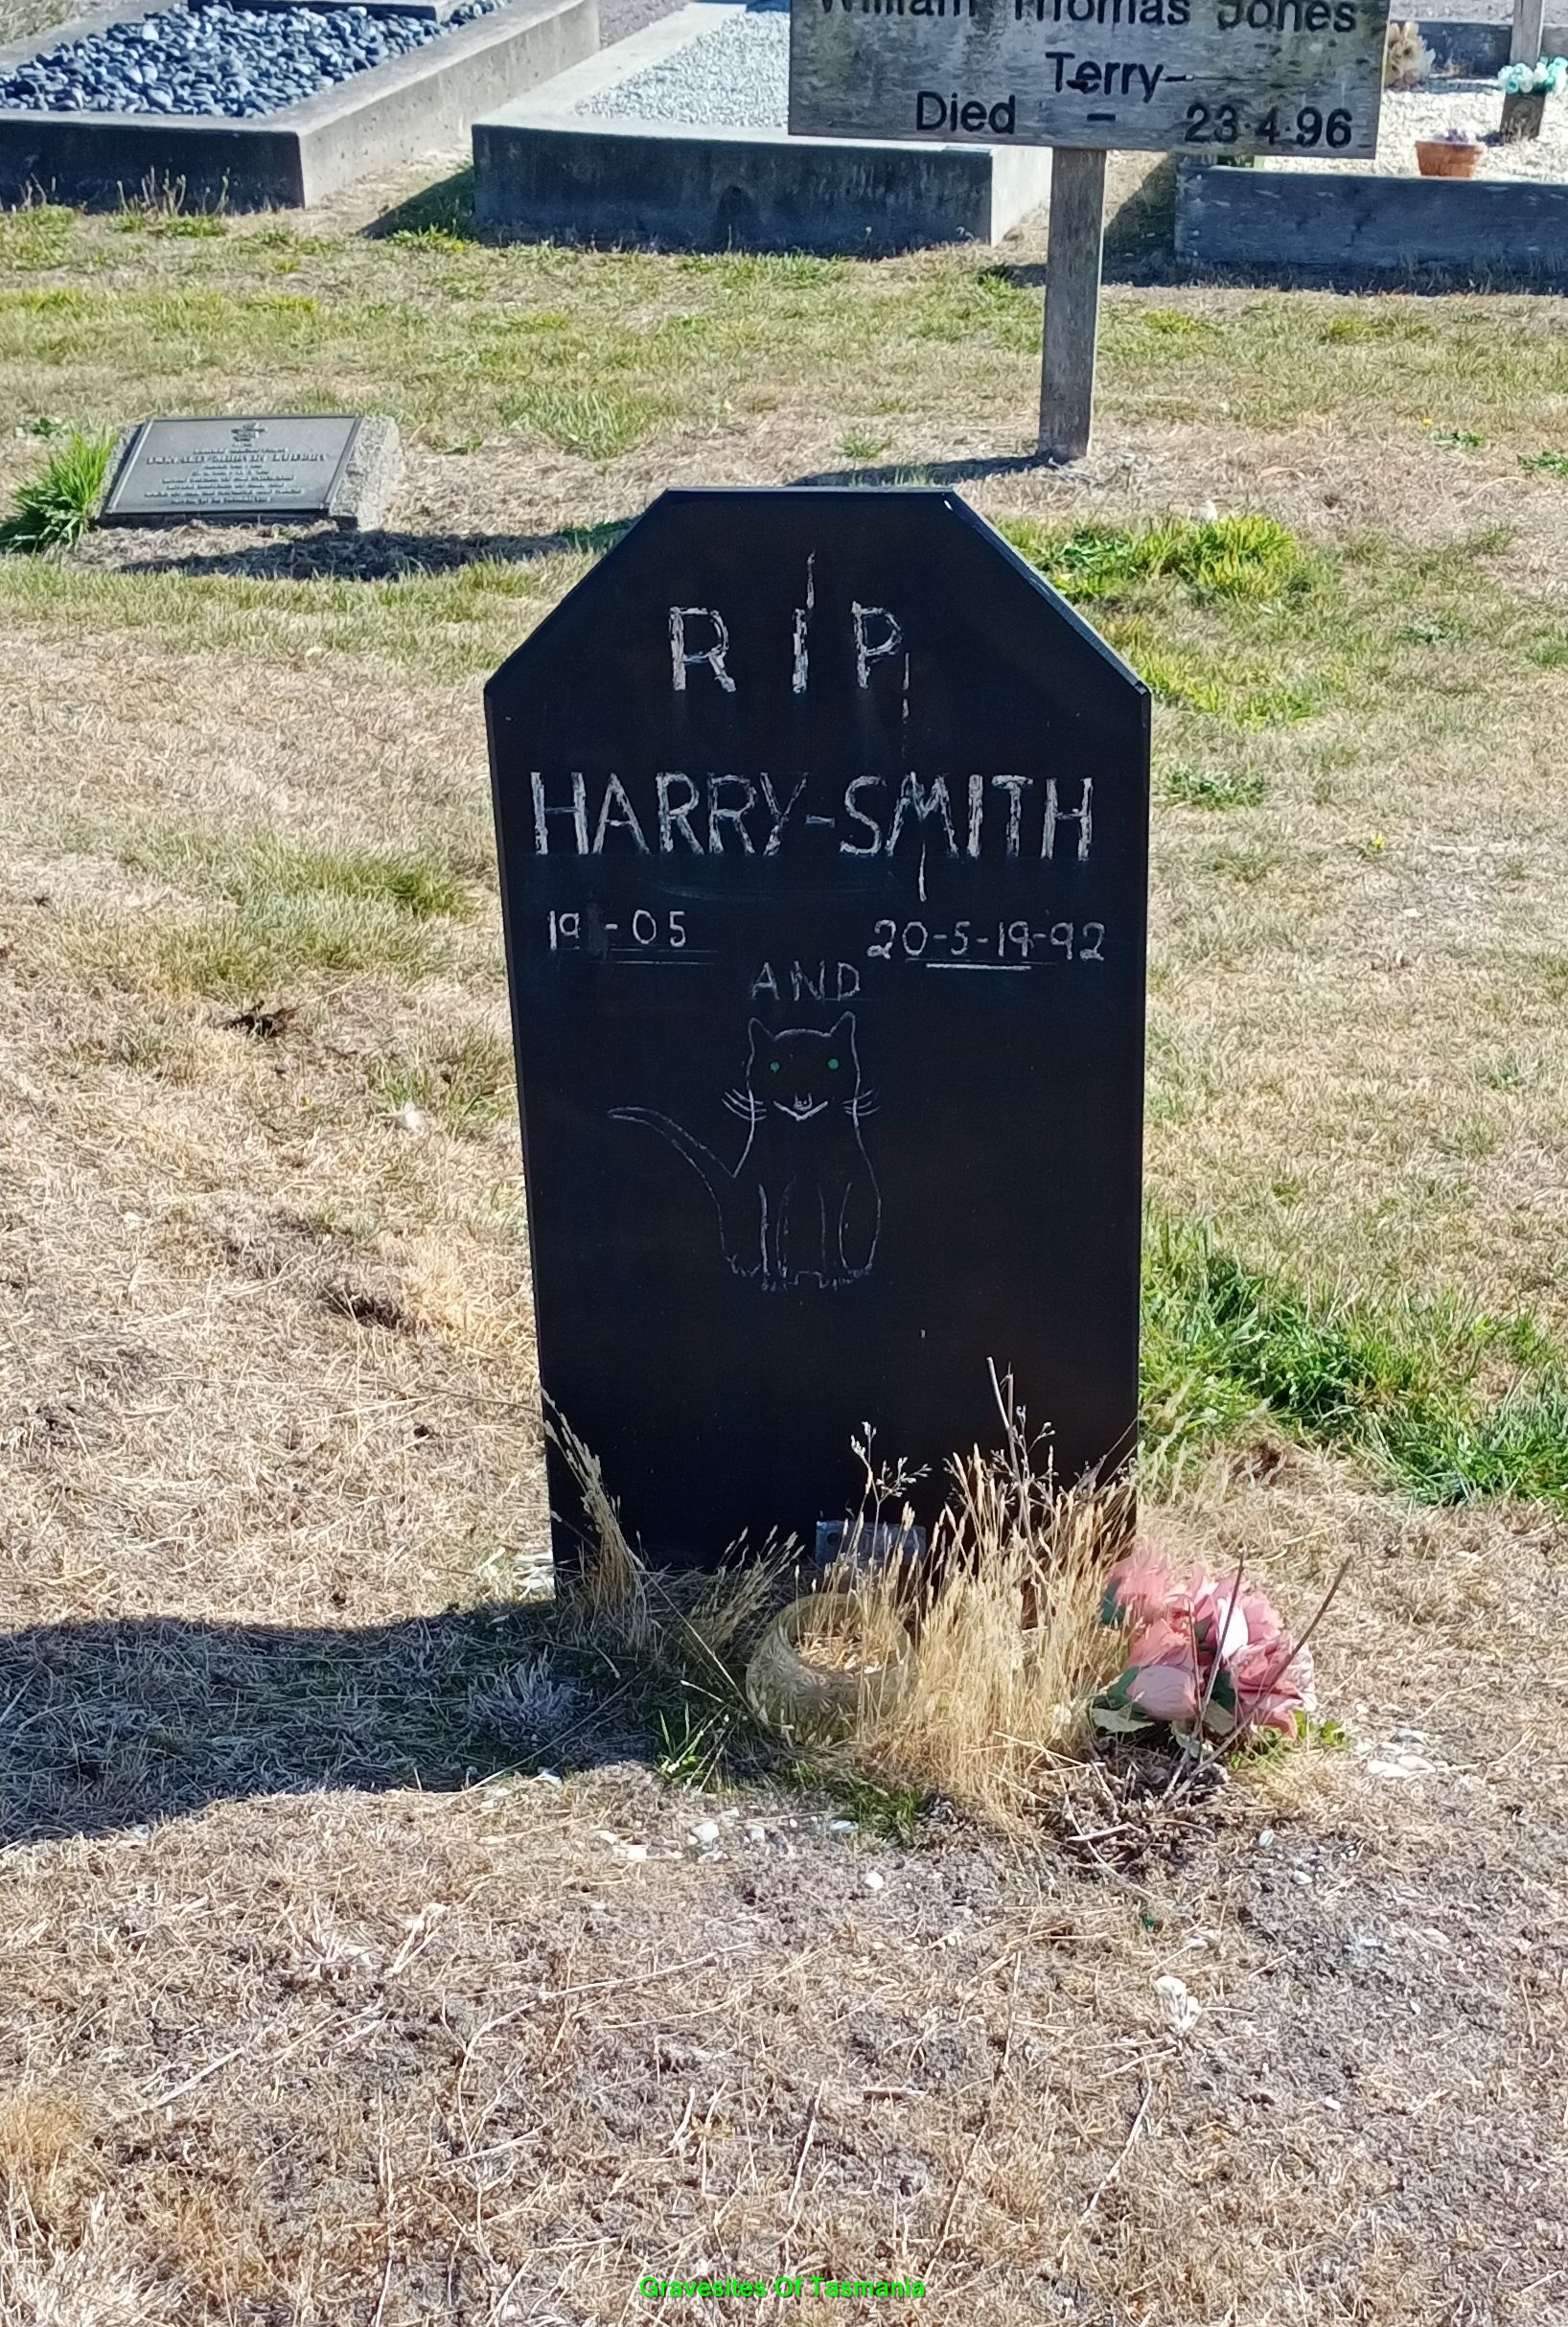 William Thomas Jones
Terry-
Died - 23·4·96
R I P
HARRY-SMITH
19 -05 20-5-19-92
AND
Gravesites Of Tasmania